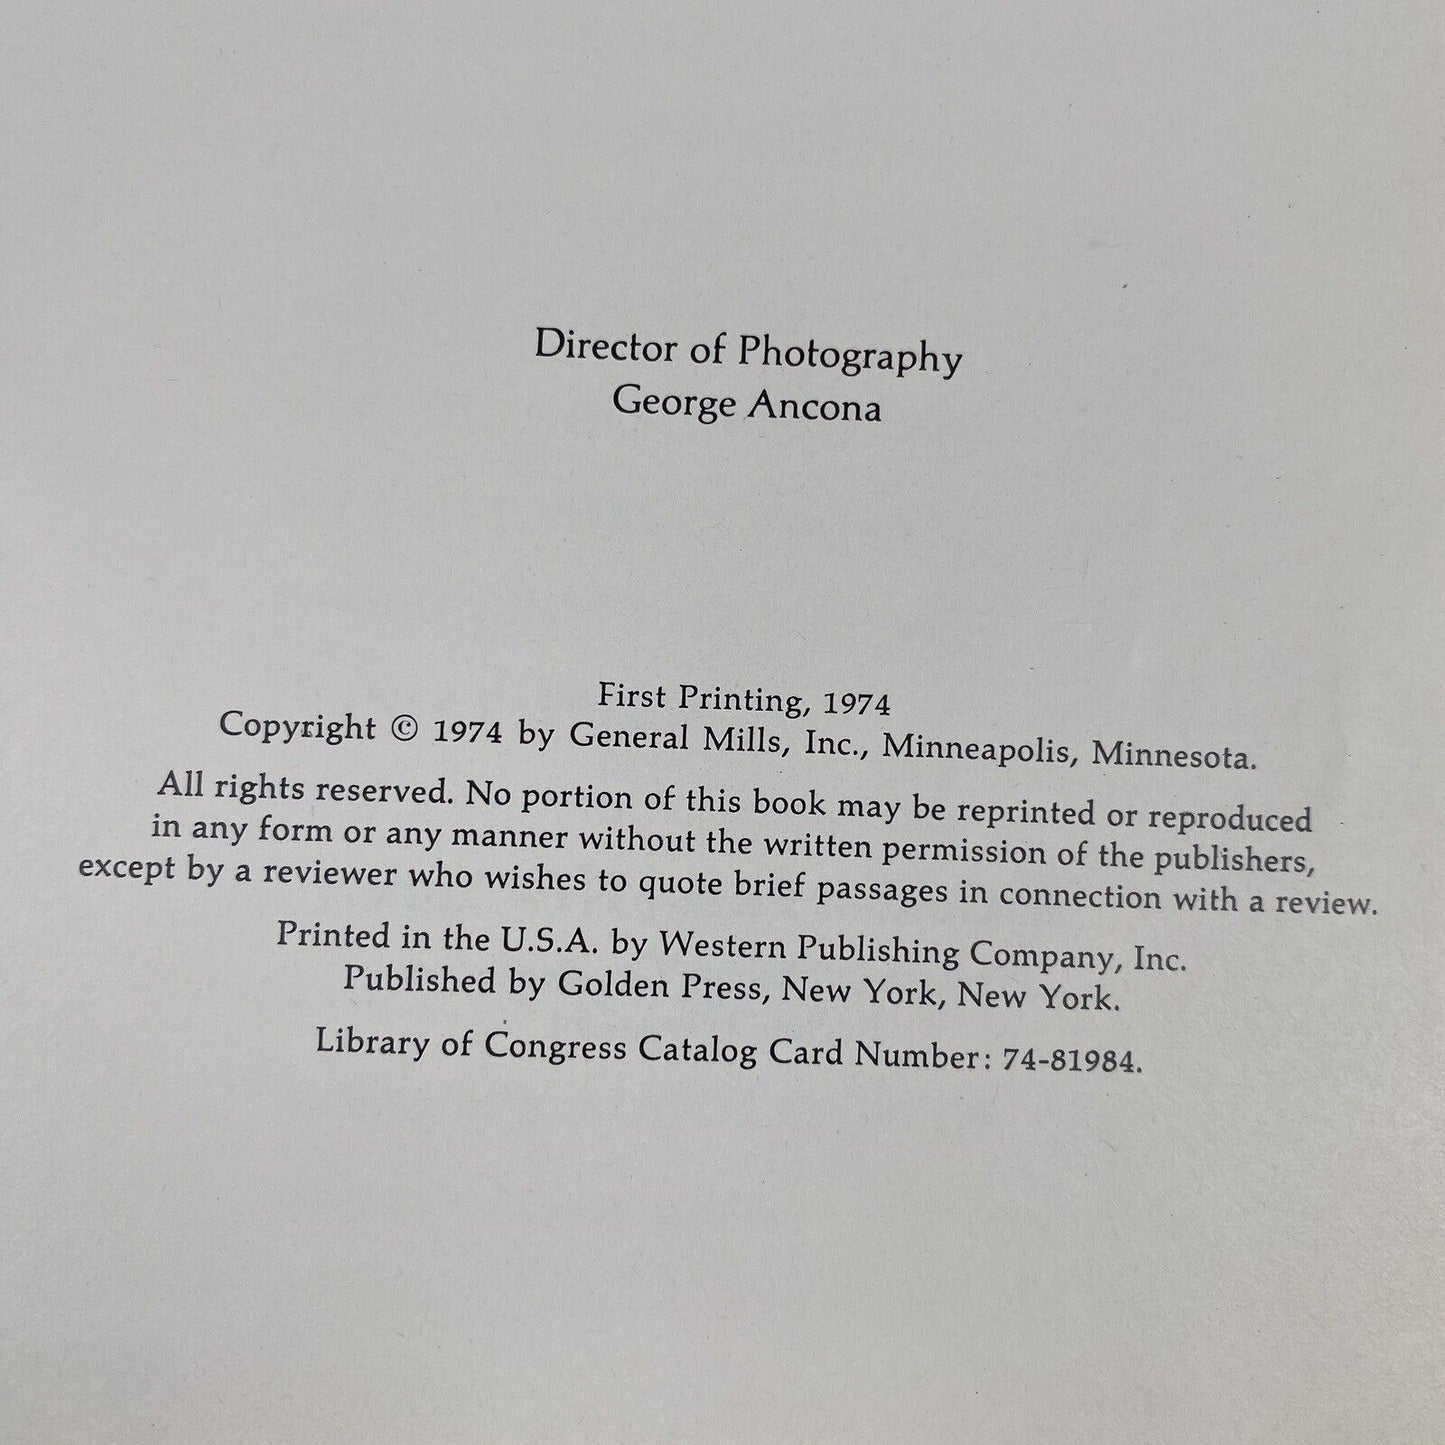 Director of Photography
George Ancona
First Printing, 1974
Copyright © 1974 by General Mills, Inc., Minneapolis, Minnesota.
All rights reserved. No portion of this book may be reprinted or reproduced
in any form or any manner without the written permission of the publishers,
except by a reviewer who wishes to quote brief passages in connection with a review.
Printed in the U.S.A. by Western Publishing Company, Inc.
Published by Golden Press, New York, New York.
Library of Congress Catalog Card Number: 74-81984.